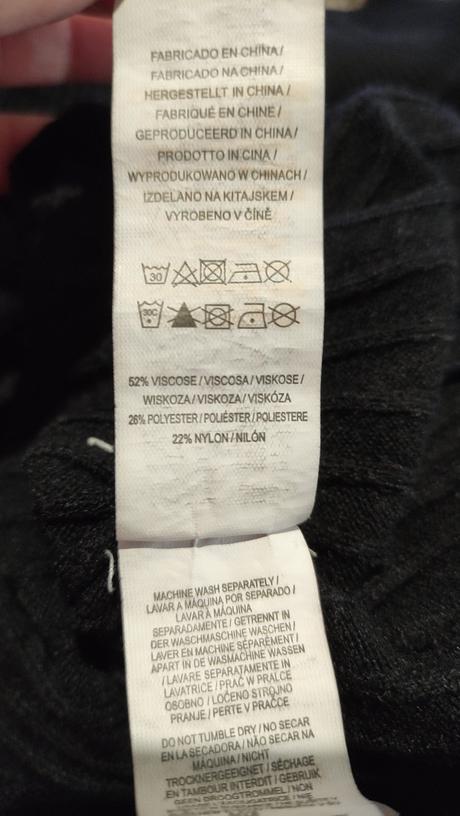 FABRICADO EN CHINA /
FABRICADO NA CHINA /
HERGESTELLT IN CHINA /
FABRIQUÉ EN CHINE /
GEPRODUCEERD IN CHINA /
PRODOTTO IN CINA /
WYPRODUKOWANO W CHINACH /
IZDELANO NA KITAJSKEM /
VYROBENO V ČÍNĚ
30
30C
52% VISCOSE / VISCOSA / VISKOSE /
WISKOZA / VISKOZA / VISKÓZA
26% POLYESTER / POLIÉSTER / POLIESTERE
22% NYLON / NILÓN
MACHINE WASH SEPARATELY /
LAVAR A MÁQUINA POR SEPARADO /
LAVAR À MÁQUINA
SEPARADAMENTE / GETRENNT IN
DER WASCHMASCHINE WASCHEN /
LAVER EN MACHINE SÉPARÉMENT /
APART IN DE WASMACHINE WASSEN
/ LAVARE SEPARATAMENTE IN
LAVATRICE / PRAĆ W PRALCE
OSOBNO / LOČENO STROJNO
PRANJE / PERTE V PRAČCE
DO NOT TUMBLE DRY / NO SECAR
EN LA SECADORA / NÃO SECAR NA
MÁQUINA / NICHT
TROCKNERGEEIGNET / SÉCHAGE
EN TAMBOUR INTERDIT / GEBRUIK
GEEN DROOGTROMMEL / NON